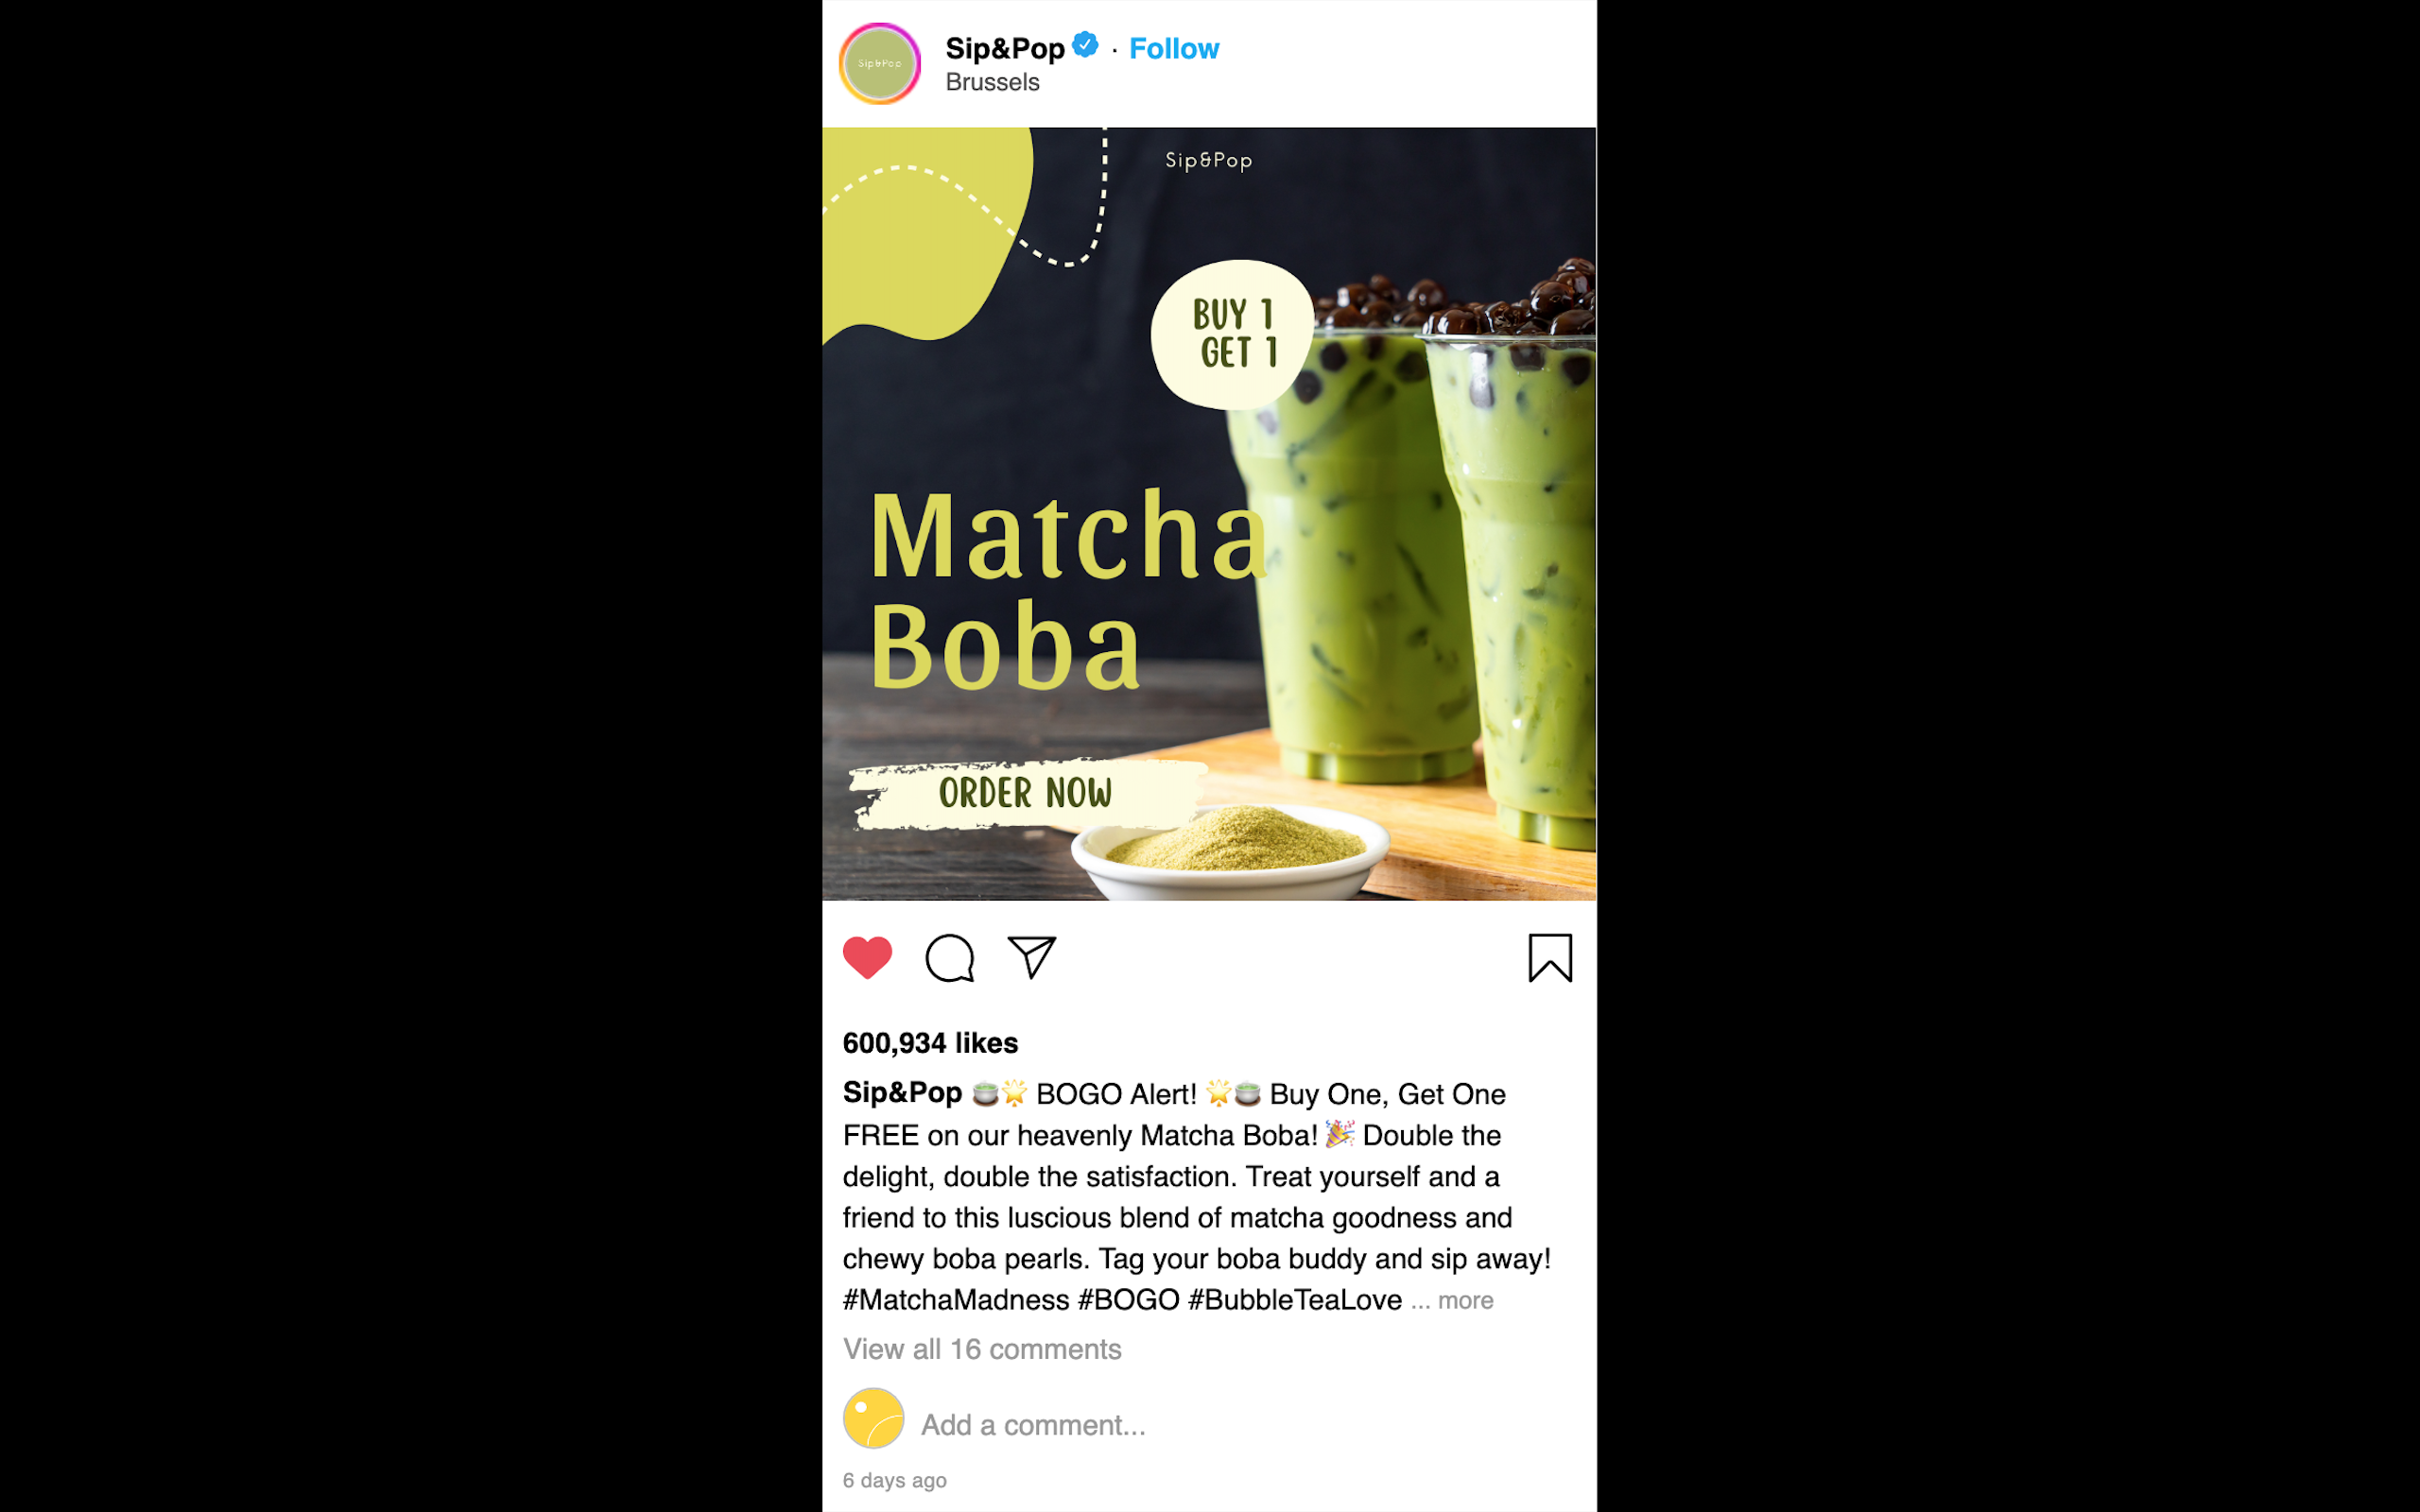 Sip&Pop
Sip&Pop · Follow
Brussels
Sip&Pop
BUY 1
GET 1
Matcha
Boba
ORDER NOW
600,934 likes
Sip&Pop 🍵🌟 BOGO Alert! 🌟🍵 Buy One, Get One
FREE on our heavenly Matcha Boba! 🎉 Double the
delight, double the satisfaction. Treat yourself and a
friend to this luscious blend of matcha goodness and
chewy boba pearls. Tag your boba buddy and sip away!
#MatchaMadness #BOGO #BubbleTeaLove ... more
View all 16 comments
Add a comment...
6 days ago